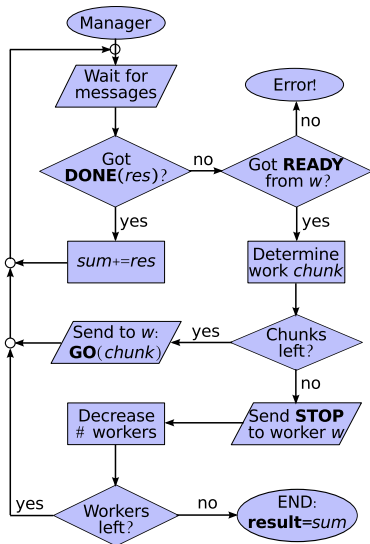 Manager
Wait for
messages
Error!
Got
DONE(res)?
no
no
Got READY
from w?
yes
yes
sum+=res
Determine
work chunk
Send to w:
GO(chunk)
yes
Chunks
left?
no
Decrease
# workers
Send STOP
to worker w
yes
Workers
left?
no
END:
result=sum